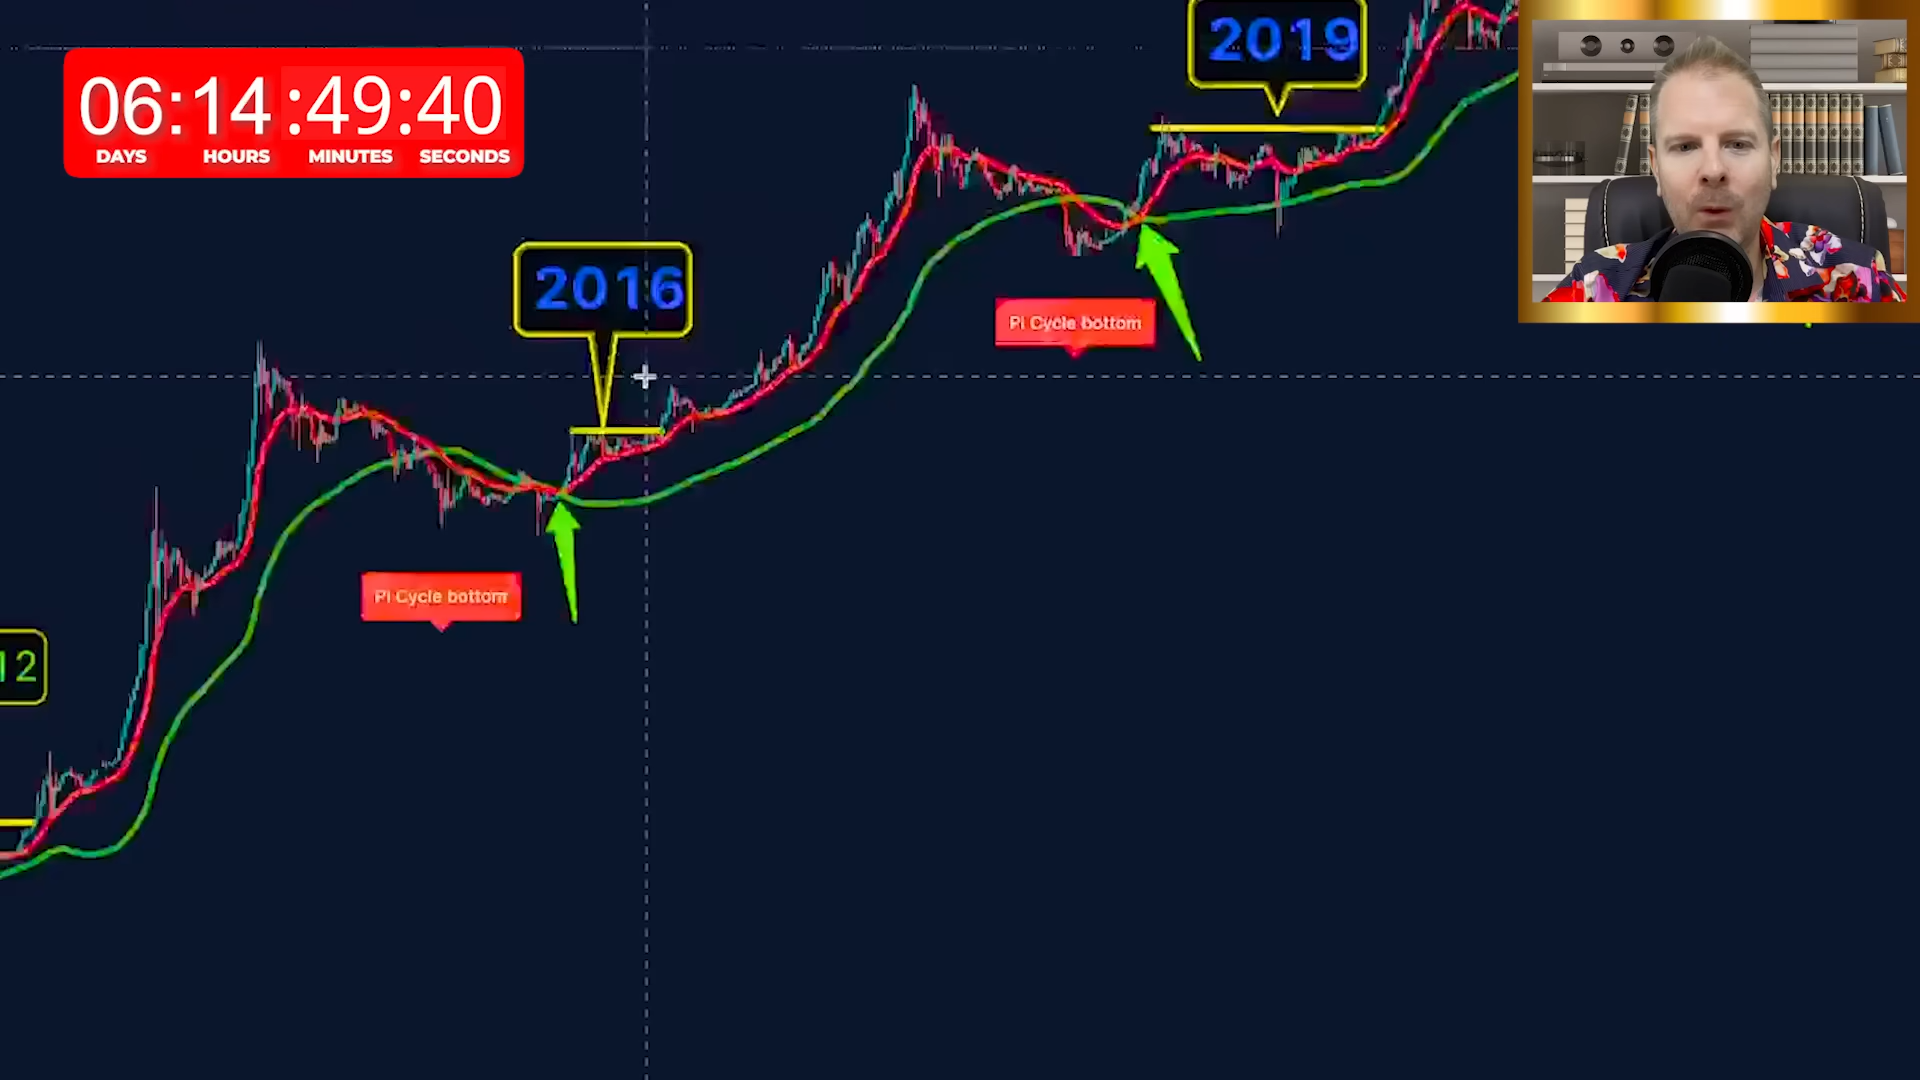 2019
06:14:49:40
DAYS HOURS MINUTES SECONDS
2016
Pi Cycle bottom
Pi Cycle bottom
12